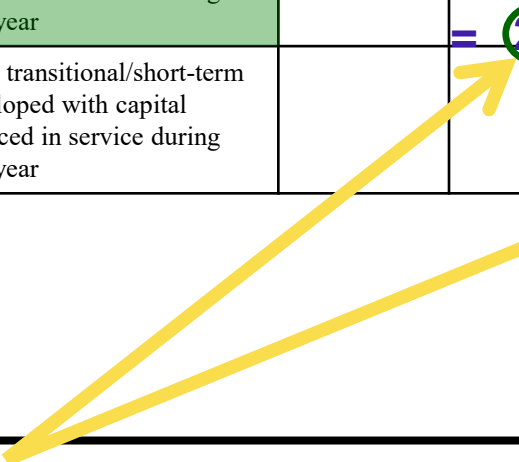 year
=
transitional/short-term
loped with capital
ced in service during
year